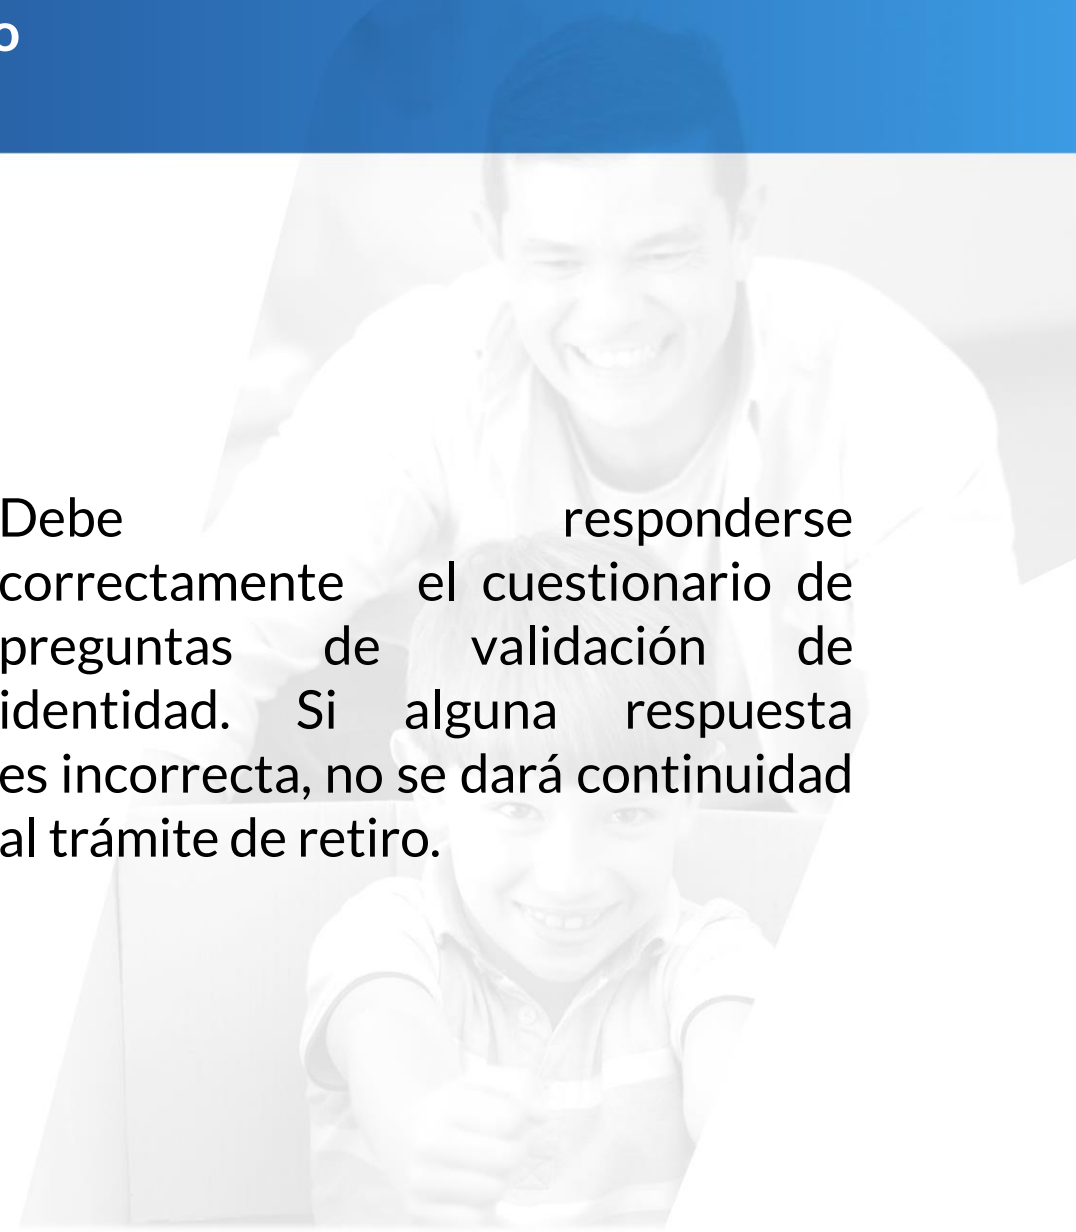 o
Debe responderse
correctamente el cuestionario de
preguntas de validación de
identidad. Si alguna respuesta
es incorrecta, no se dará continuidad
al trámite de retiro.